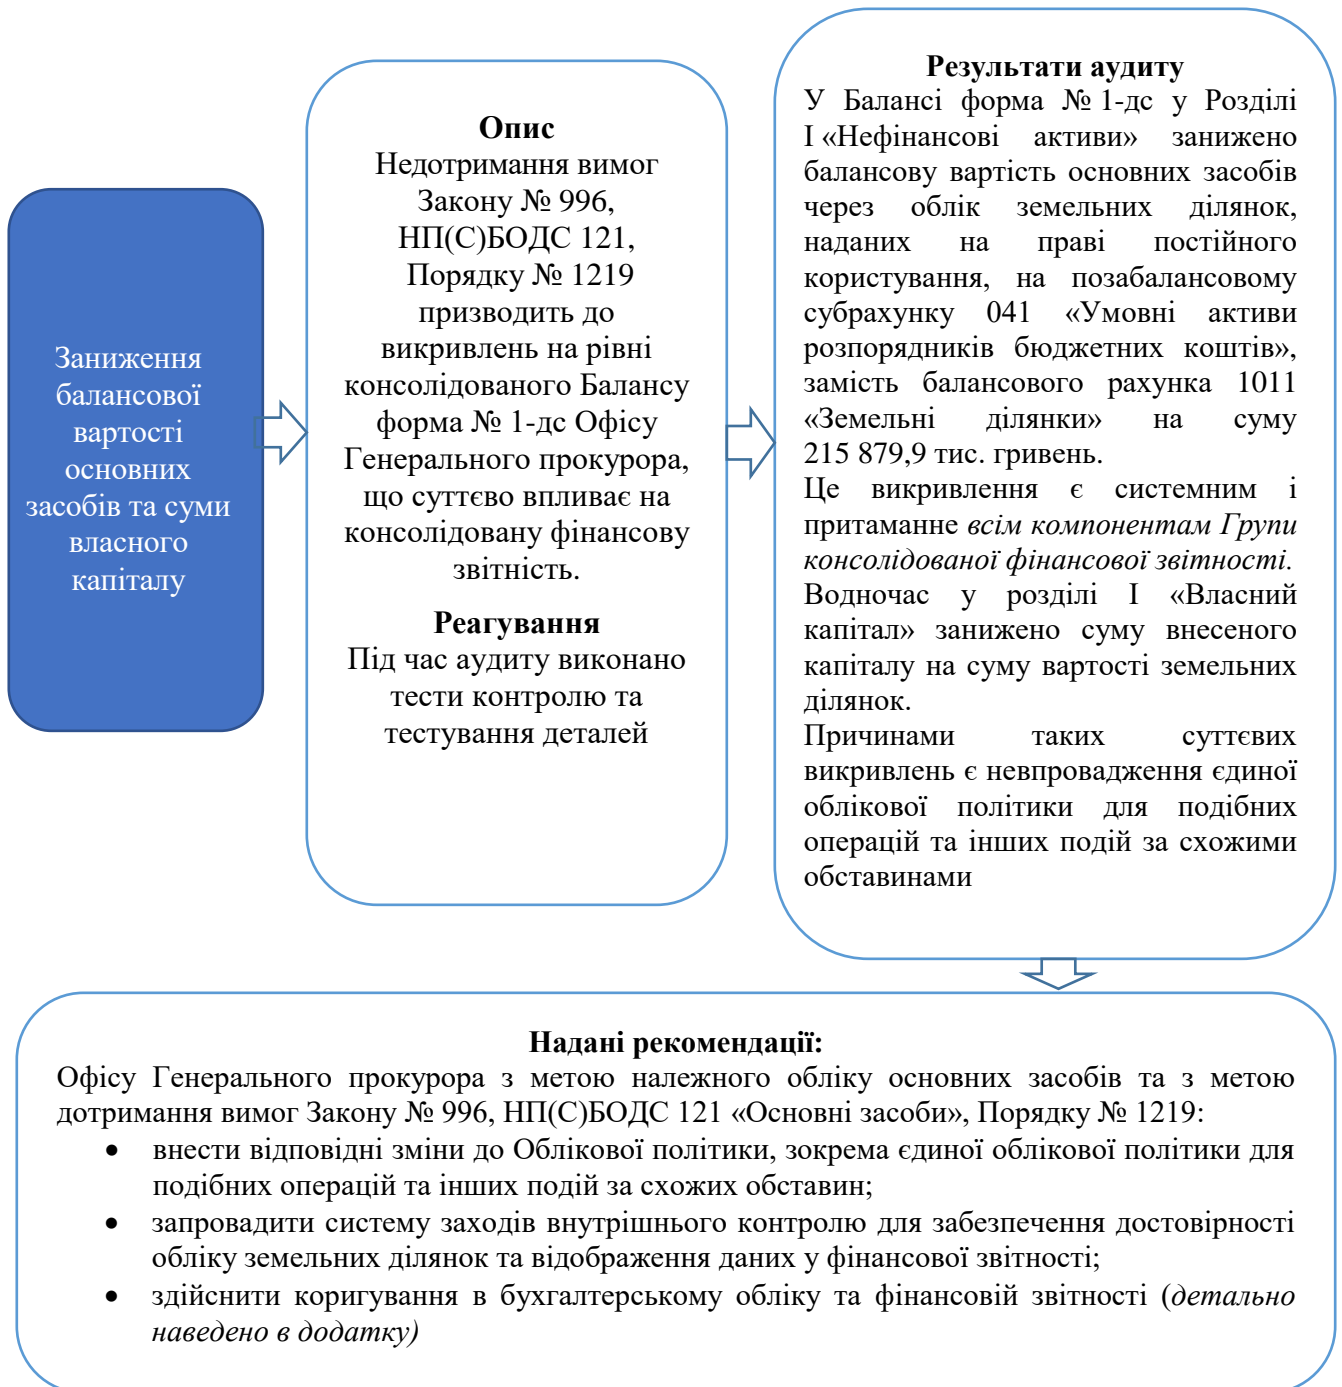 Заниження
балансової
вартості
основних
засобів та суми
власного
капіталу
Опис
Недотримання вимог
Закону № 996,
НП(С)БОДС 121,
Порядку № 1219
призводить до
викривлень на рівні
консолідованого Балансу
форма № 1-дс Офісу
Генерального прокурора,
що суттєво впливає на
консолідовану фінансову
звітність.
Реагування
Під час аудиту виконано
тести контролю та
тестування деталей
Результати аудиту
У Балансі форма № 1-дс у Розділі
І «Нефінансові активи» занижено
балансову вартість основних засобів
через облік земельних ділянок,
наданих на праві постійного
користування, на позабалансовому
субрахунку 041 «Умовні активи
розпорядників бюджетних коштів»,
замість балансового рахунка 1011
«Земельні ділянки» на суму
215 879,9 тис. гривень.
Це викривлення є системним і
притаманне всім компонентам Групи
консолідованої фінансової звітності.
Водночас у розділі І «Власний
капітал» занижено суму внесеного
капіталу на суму вартості земельних
ділянок.
Причинами таких суттєвих
викривлень є невпровадження єдиної
облікової політики для подібних
операцій та інших подій за схожими
обставинами
Надані рекомендації:
Офісу Генерального прокурора з метою належного обліку основних засобів та з метою
дотримання вимог Закону № 996, НП(С)БОДС 121 «Основні засоби», Порядку № 1219:
• внести відповідні зміни до Облікової політики, зокрема єдиної облікової політики для
подібних операцій та інших подій за схожих обставин;
• запровадити систему заходів внутрішнього контролю для забезпечення достовірності
обліку земельних ділянок та відображення даних у фінансової звітності;
• здійснити коригування в бухгалтерському обліку та фінансовій звітності (детально
наведено в додатку)